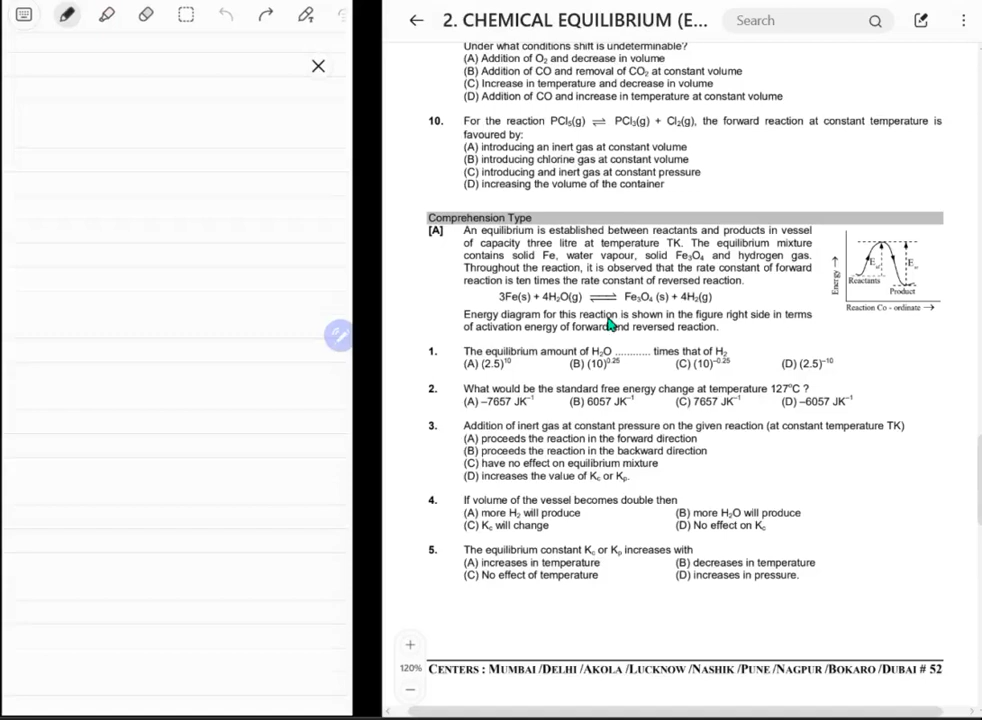 ← 2. CHEMICAL EQUILIBRIUM (E... Search
Under what conditions shift is undeterminable?
(A) Addition of O₂ and decrease in volume
(B) Addition of CO and removal of CO₂ at constant volume
(C) Increase in temperature and decrease in volume
(D) Addition of CO and increase in temperature at constant volume
10. For the reaction PCl₅(g) ⇌ PCl₃(g) + Cl₂(g), the forward reaction at constant temperature is
favoured by:
(A) introducing an inert gas at constant volume
(B) introducing chlorine gas at constant volume
(C) introducing and inert gas at constant pressure
(D) increasing the volume of the container
Comprehension Type
[A] An equilibrium is established between reactants and products in vessel
of capacity three litre at temperature TK. The equilibrium mixture
contains solid Fe, water vapour, solid Fe₃O₄ and hydrogen gas.
Throughout the reaction, it is observed that the rate constant of forward
reaction is ten times the rate constant of reversed reaction.
3Fe(s) + 4H₂O(g) ⇌ Fe₃O₄ (s) + 4H₂(g)
Energy diagram for this reaction is shown in the figure right side in terms
of activation energy of forward and reversed reaction.
Energy →
Reactants
Product
Reaction Co - ordinate →
1. The equilibrium amount of H₂O ............ times that of H₂
(A) (2.5)¹⁰ (B) (10)⁰·²⁵ (C) (10)⁻⁰·²⁵ (D) (2.5)⁻¹⁰
2. What would be the standard free energy change at temperature 127°C ?
(A) –7657 JK⁻¹ (B) 6057 JK⁻¹ (C) 7657 JK⁻¹ (D) –6057 JK⁻¹
3. Addition of inert gas at constant pressure on the given reaction (at constant temperature TK)
(A) proceeds the reaction in the forward direction
(B) proceeds the reaction in the backward direction
(C) have no effect on equilibrium mixture
(D) increases the value of K꜀ or Kₚ.
4. If volume of the vessel becomes double then
(A) more H₂ will produce (B) more H₂O will produce
(C) K꜀ will change (D) No effect on K꜀
5. The equilibrium constant K꜀ or Kₚ increases with
(A) increases in temperature (B) decreases in temperature
(C) No effect of temperature (D) increases in pressure.
120%
CENTERS : MUMBAI /DELHI /AKOLA /LUCKNOW /NASHIK /PUNE /NAGPUR /BOKARO /DUBAI # 52